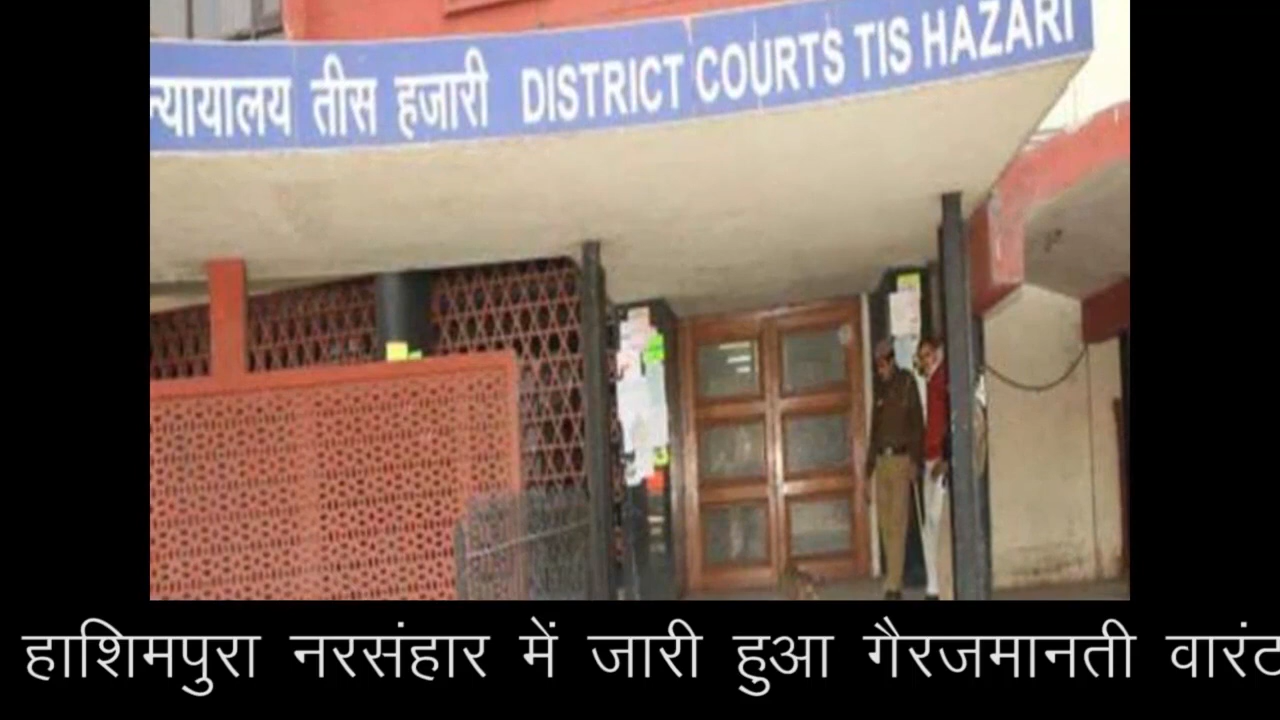 न्यायालय तीस हजारी DISTRICT COURTS TIS HAZARI
हाशिमपुरा नरसंहार में जारी हुआ गैरजमानती वारंट